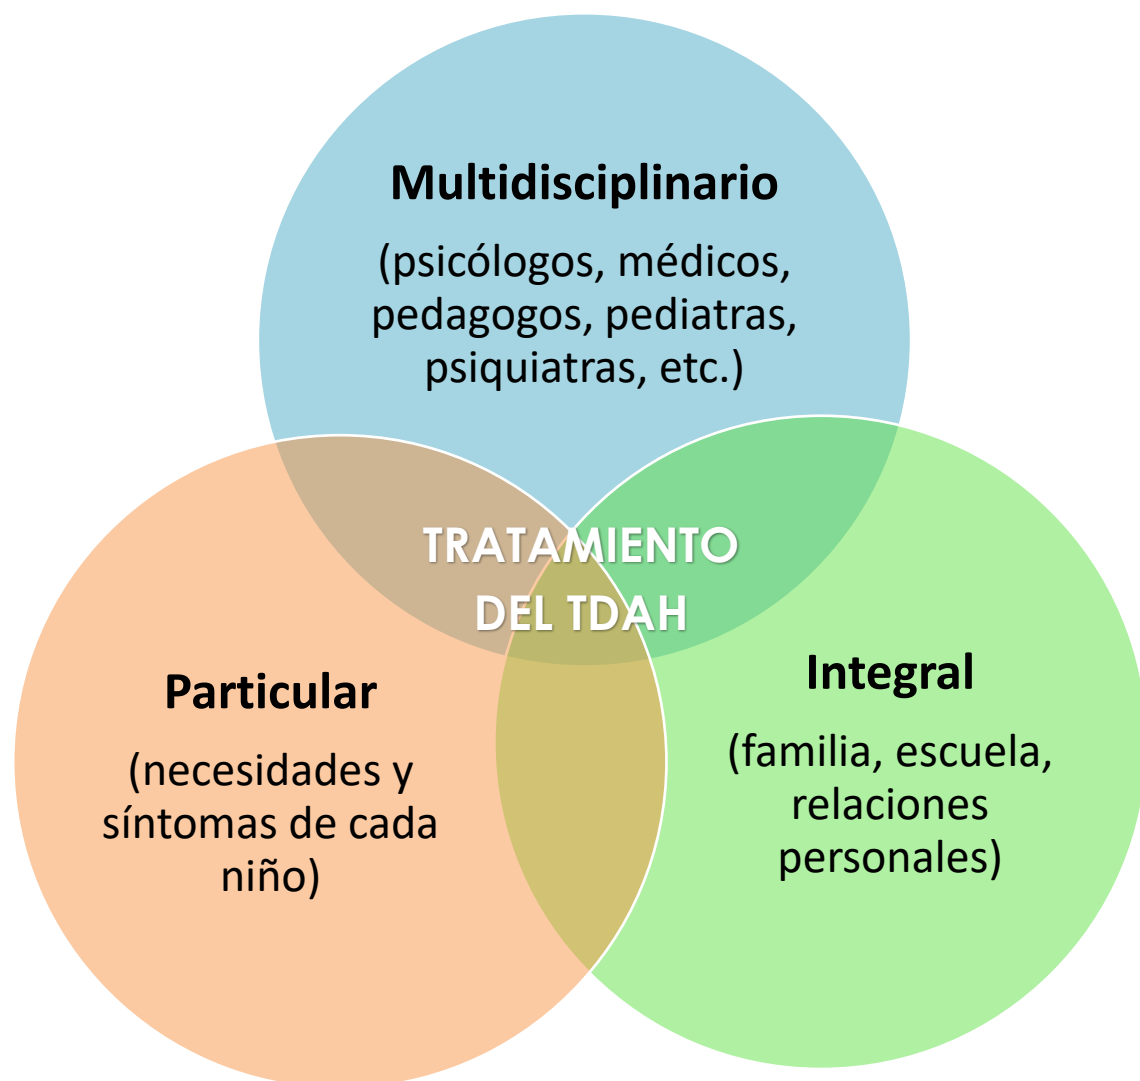 Multidisciplinario
(psicólogos, médicos,
pedagogos, pediatras,
psiquiatras, etc.)
TRATAMIENTO
DEL TDAH
Particular
(necesidades y
síntomas de cada
niño)
Integral
(familia, escuela,
relaciones
personales)